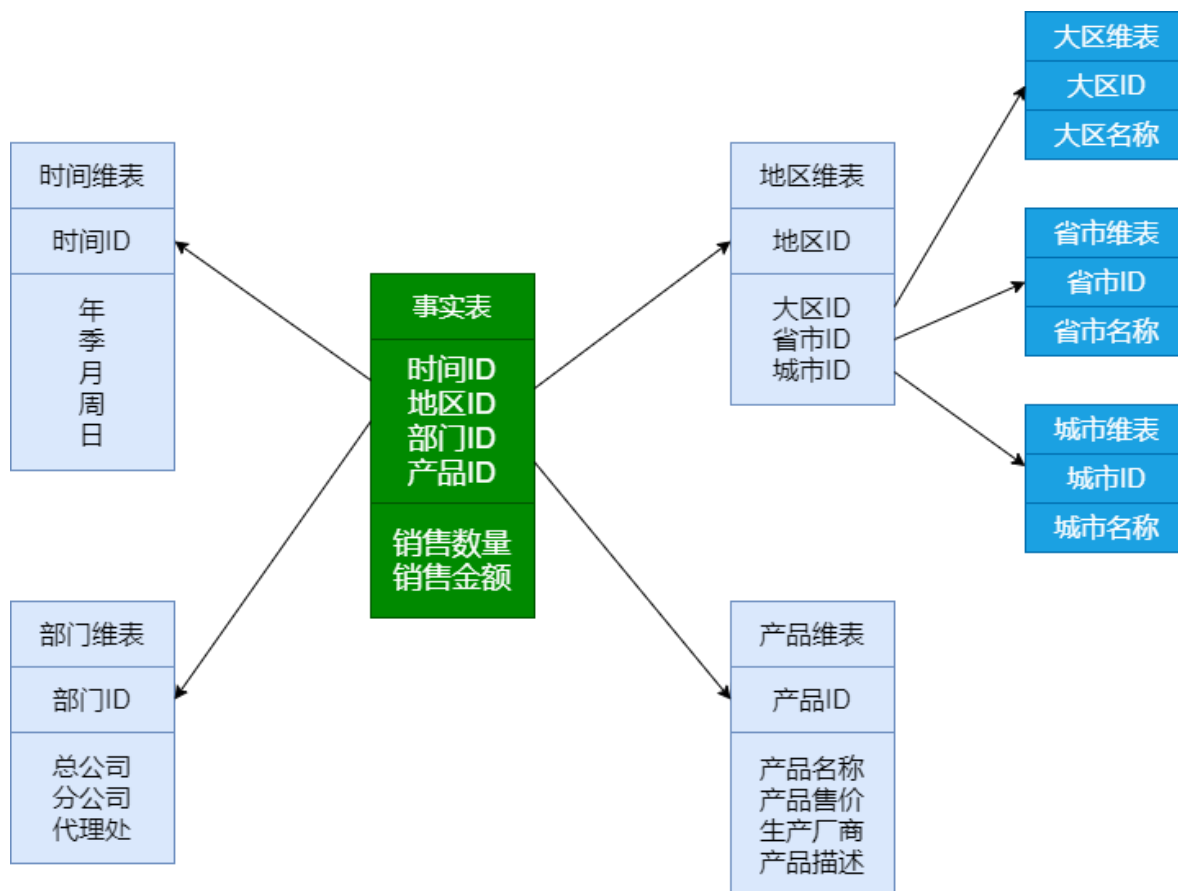 时间维表
时间ID
年
季
月
周
日
部门维表
部门ID
总公司
分公司
代理处
事实表
时间ID
地区ID
部门ID
产品ID
销售数量
销售金额
地区维表
地区ID
大区ID
省市ID
城市ID
产品维表
产品ID
产品名称
产品售价
生产厂商
产品描述
大区维表
大区ID
大区名称
省市维表
省市ID
省市名称
城市维表
城市ID
城市名称